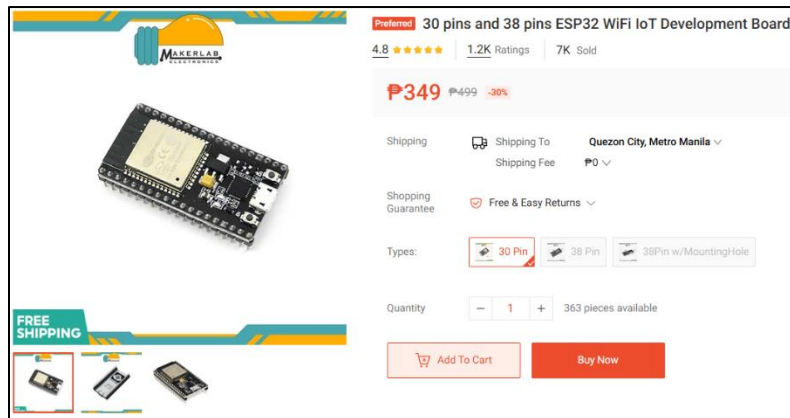 MAKERLAB
ELECTRONICS
FREE
SHIPPING
Preferred 30 pins and 38 pins ESP32 WiFi IoT Development Board
4.8 1.2K Ratings 7K Sold
₱349 ₱499 -30%
Shipping Shipping To Quezon City, Metro Manila
Shipping Fee ₱0
Shopping
Guarantee Free & Easy Returns
Types: 30 Pin 38 Pin 38Pin w/MountingHole
Quantity − 1 + 363 pieces available
Add To Cart Buy Now